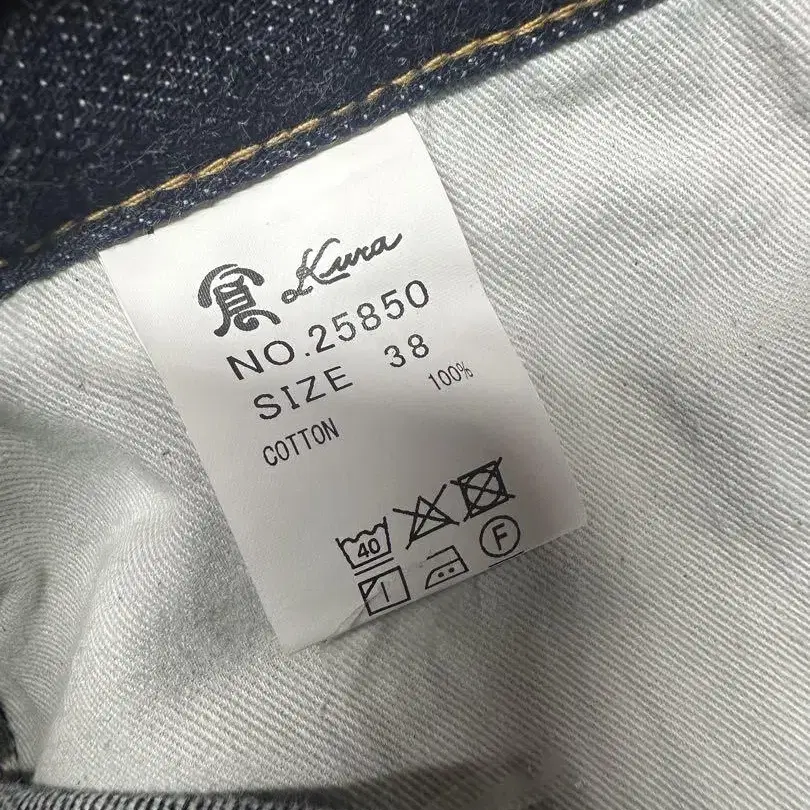 倉 Kura
NO.25850
SIZE 38
COTTON 100%
40
F